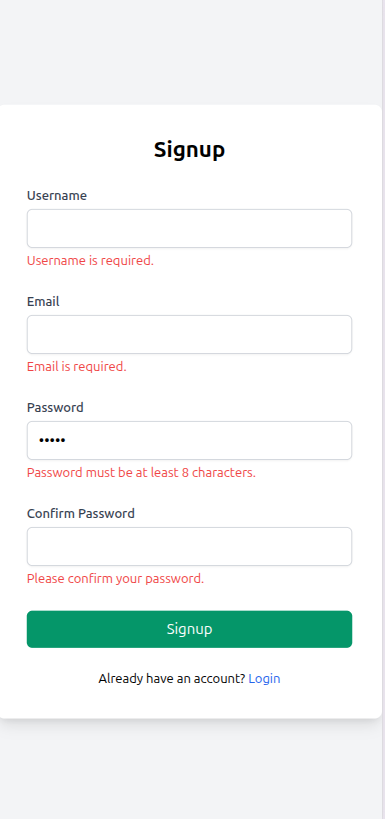 Signup
Username
Username is required.
Email
Email is required.
Password
•••••
Password must be at least 8 characters.
Confirm Password
Please confirm your password.
Signup
Already have an account? Login